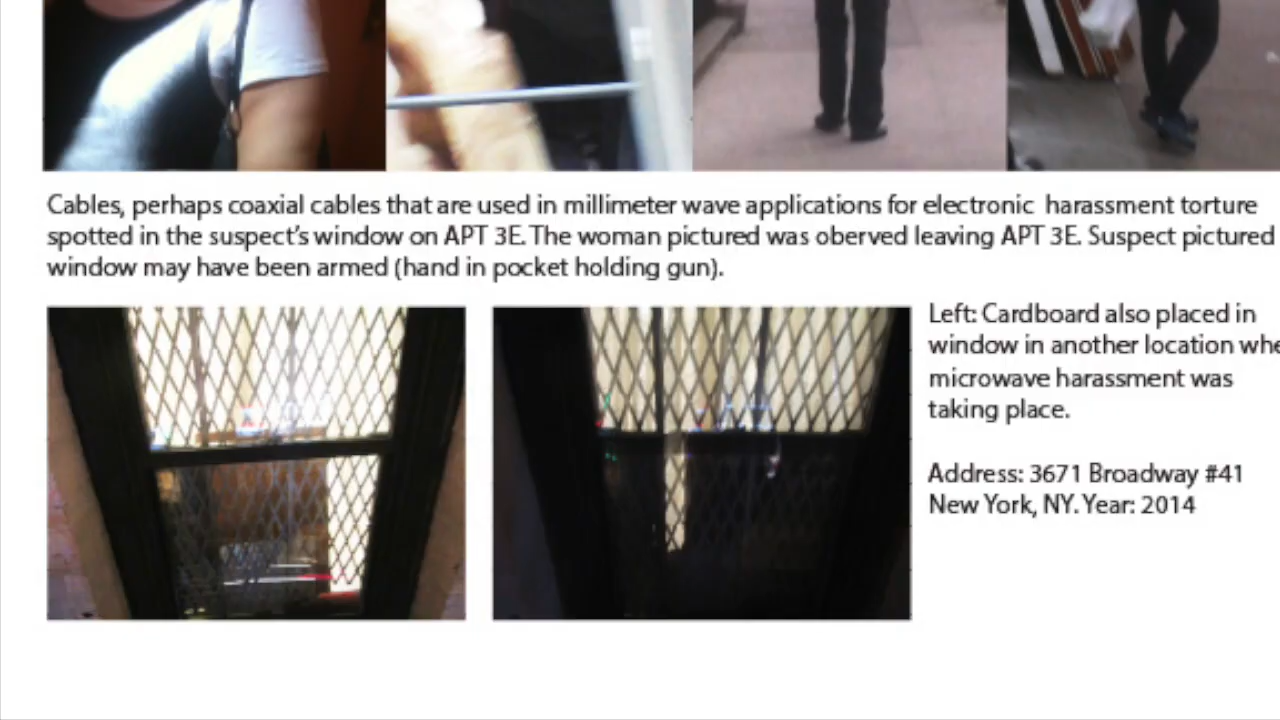 Cables, perhaps coaxial cables that are used in millimeter wave applications for electronic harassment torture
spotted in the suspect's window on APT 3E. The woman pictured was oberved leaving APT 3E. Suspect pictured
window may have been armed (hand in pocket holding gun).
Left: Cardboard also placed in
window in another location whe
microwave harassment was
taking place.
Address: 3671 Broadway #41
New York, NY. Year: 2014